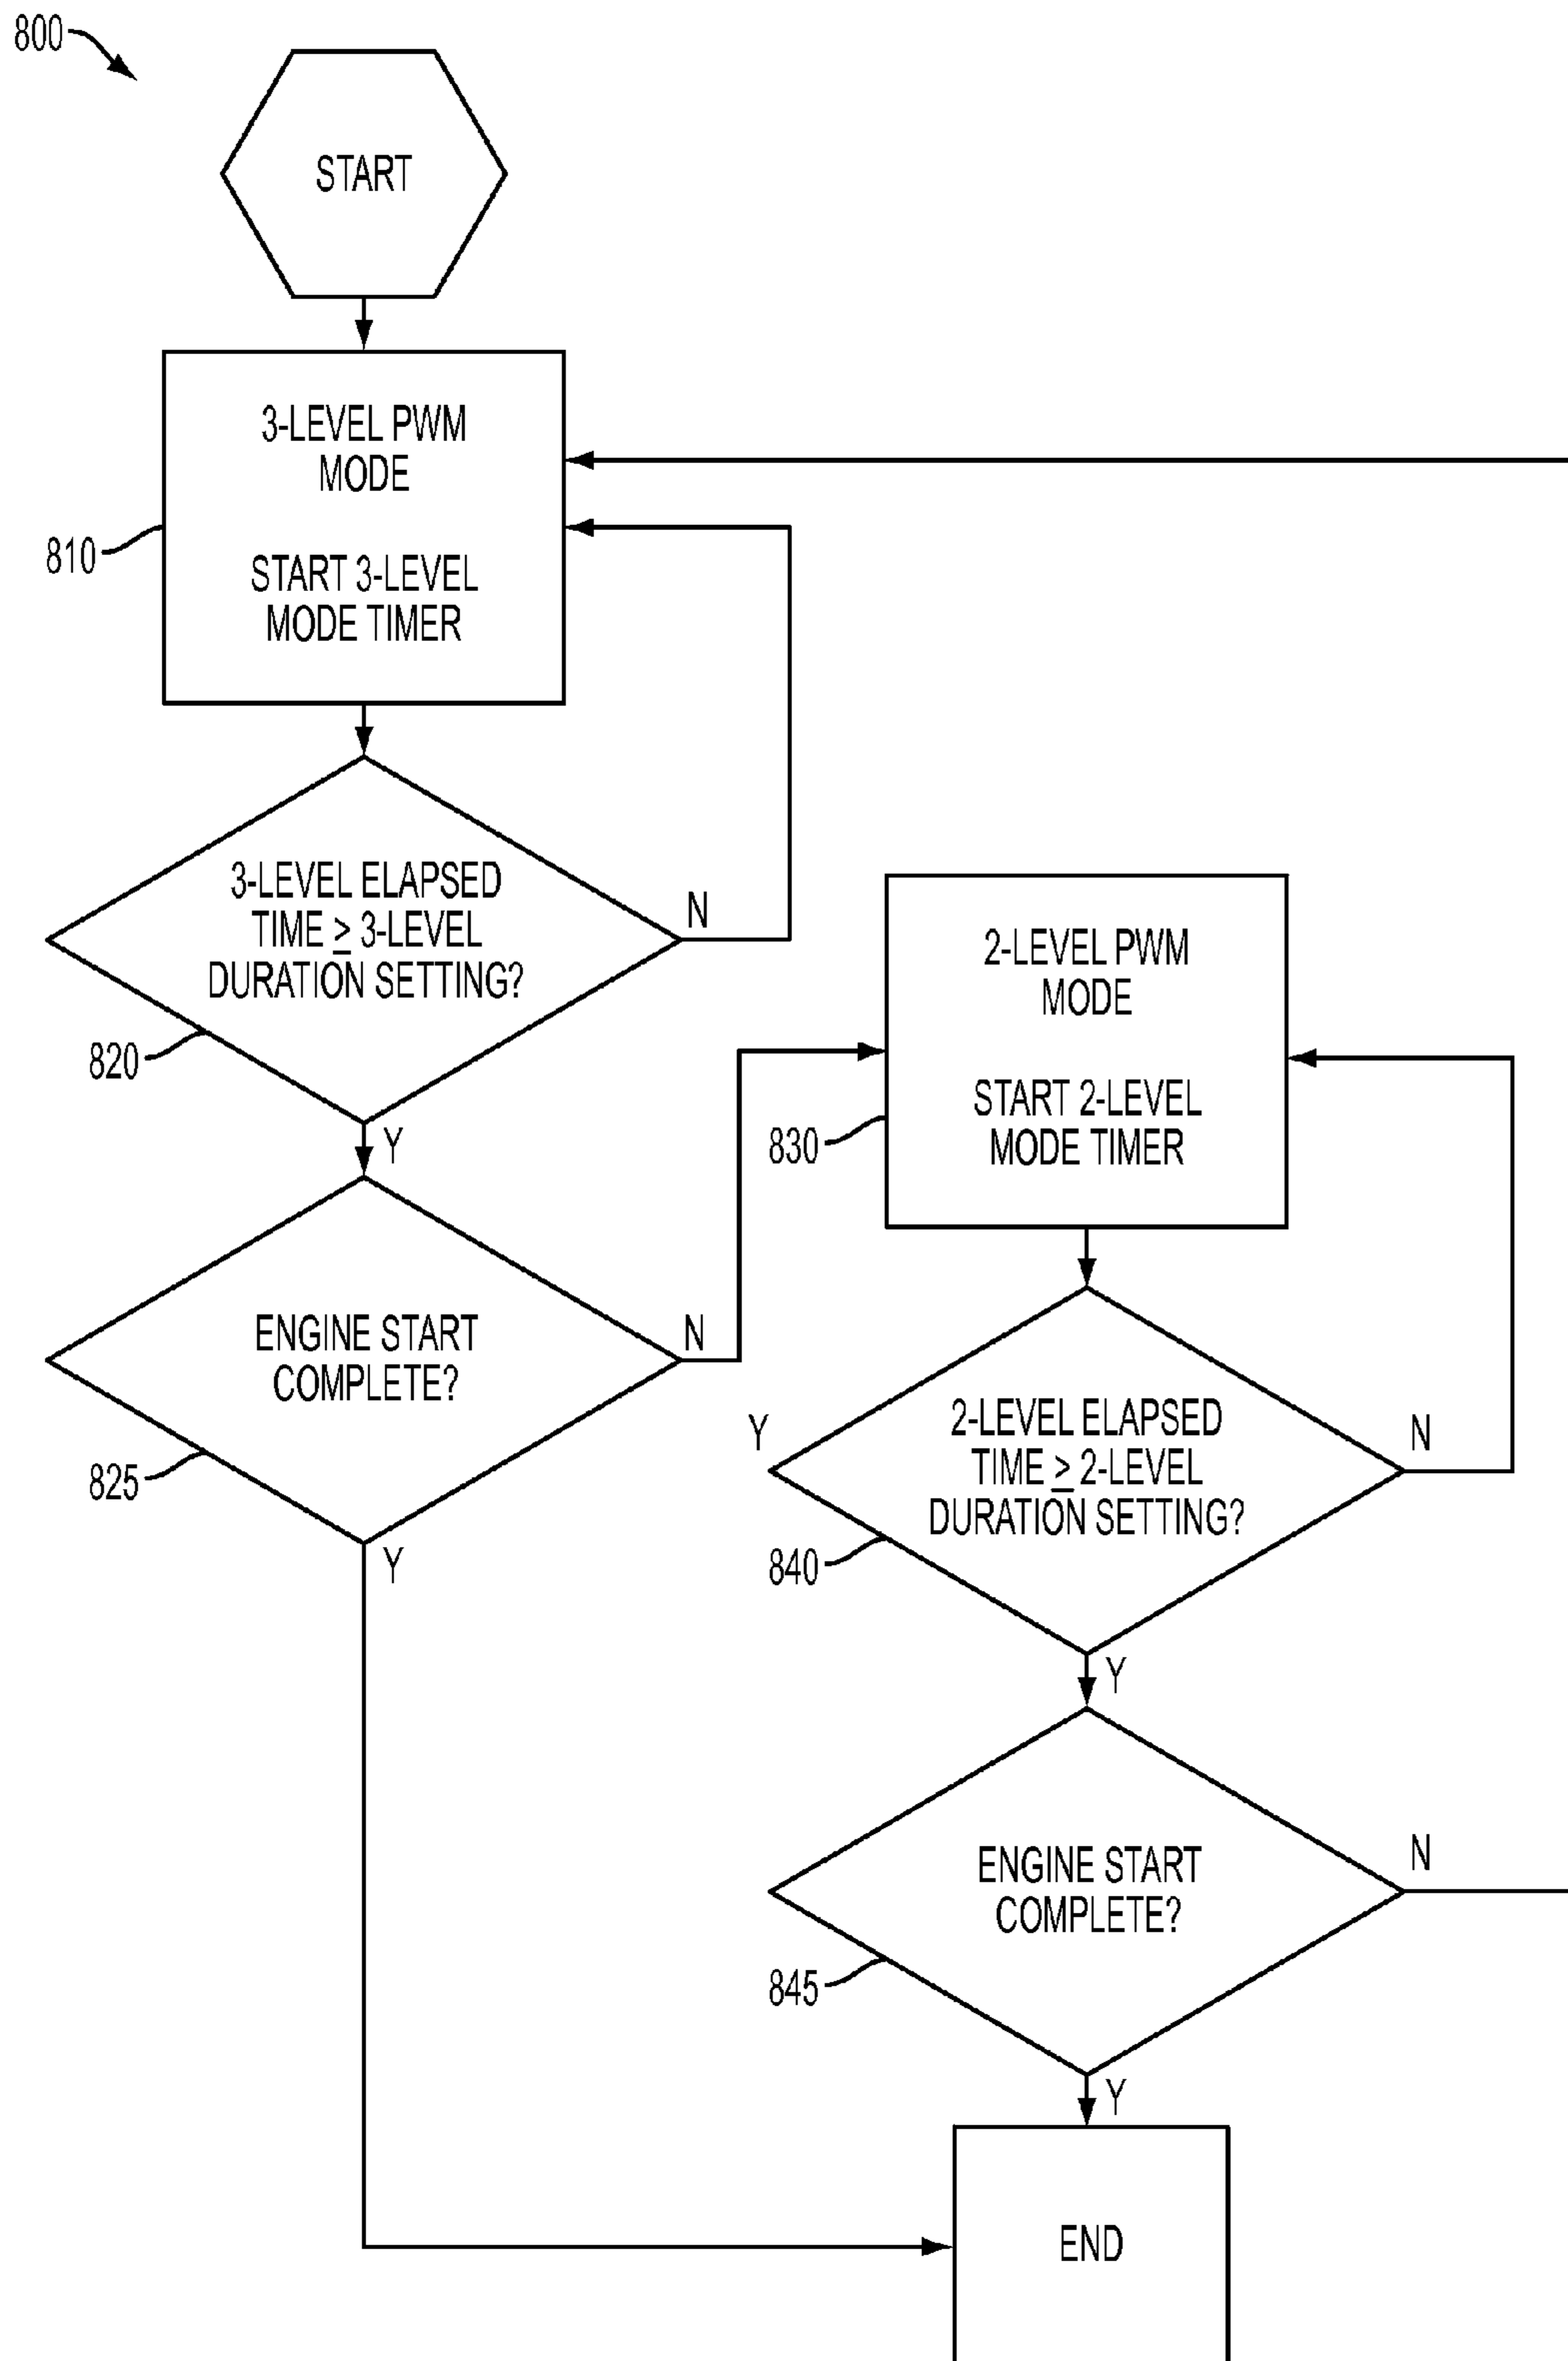 800
START
3-LEVEL PWM
MODE
START 3-LEVEL
MODE TIMER
810
3-LEVEL ELAPSED
TIME ≥ 3-LEVEL
DURATION SETTING?
N
820
Y
ENGINE START
COMPLETE?
N
825
Y
2-LEVEL PWM
MODE
START 2-LEVEL
MODE TIMER
830
Y
2-LEVEL ELAPSED
TIME ≥ 2-LEVEL
DURATION SETTING?
N
840
Y
ENGINE START
COMPLETE?
N
845
Y
END